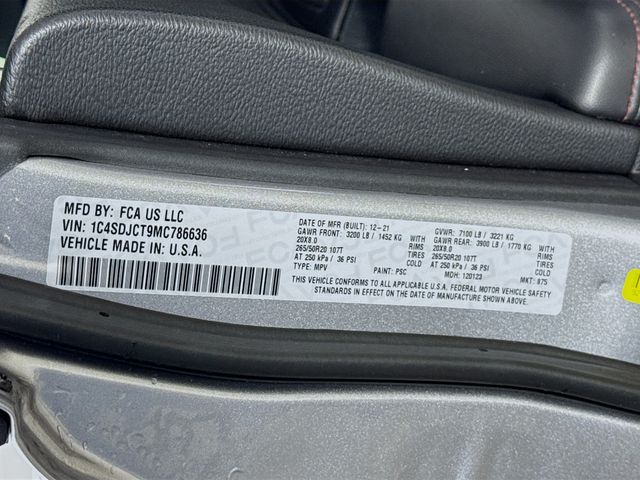 MFD BY: FCA US LLC
VIN: 1C4SDJCT9MC786636
VEHICLE MADE IN: U.S.A.
DATE OF MFR (BUILT): 12-21 GVWR: 7100 LB / 3221 KG
GAWR FRONT: 3200 LB / 1452 KG GAWR REAR: 3900 LB / 1770 KG
20X8.0 RIMS 20X8.0 RIMS
265/50R20 107T TIRES 265/50R20 107T TIRES
AT 250 kPa / 36 PSI COLD AT 250 kPa / 36 PSI COLD
TYPE: MPV PAINT: PSC MDH: 120123 MKT: 875
THIS VEHICLE CONFORMS TO ALL APPLICABLE U.S.A. FEDERAL MOTOR VEHICLE SAFETY
STANDARDS IN EFFECT ON THE DATE OF MANUFACTURE SHOWN ABOVE.